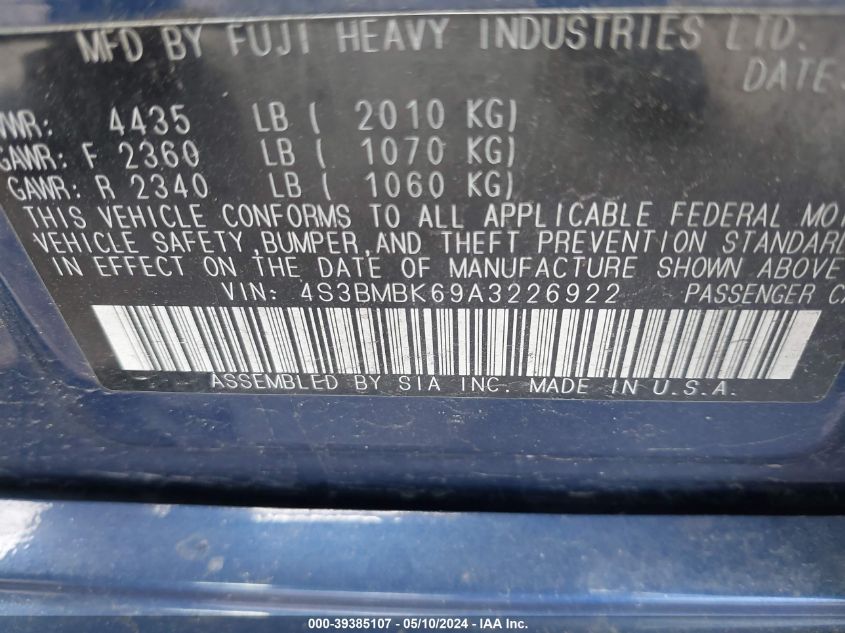 MFD BY FUJI HEAVY INDUSTRIES LTD.
DATE:
VWR: 4435 LB ( 2010 KG)
GAWR: F 2360 LB ( 1070 KG)
GAWR: R 2340 LB ( 1060 KG)
THIS VEHICLE CONFORMS TO ALL APPLICABLE FEDERAL MO
VEHICLE SAFETY,BUMPER,AND THEFT PREVENTION STANDARD
IN EFFECT ON THE DATE OF MANUFACTURE SHOWN ABOVE
VIN: 4S3BMBK69A3226922 PASSENGER CA
ASSEMBLED BY SIA INC. MADE IN U.S.A.
000-39385107 - 05/10/2024 - ©IAA Inc.